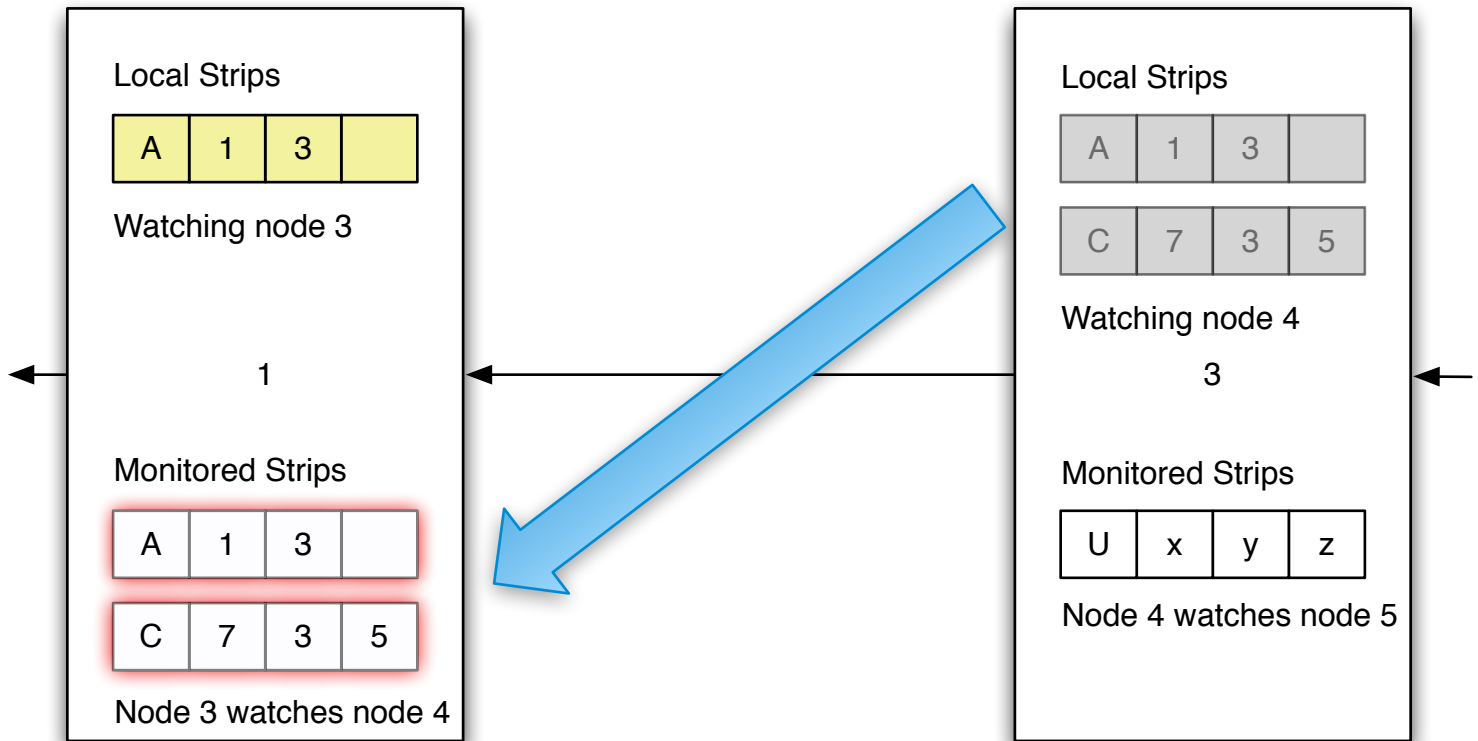 Local Strips
A 1 3
Watching node 3
1
Monitored Strips
A 1 3
C 7 3 5
Node 3 watches node 4
Local Strips
A 1 3
C 7 3 5
Watching node 4
3
Monitored Strips
U x y z
Node 4 watches node 5